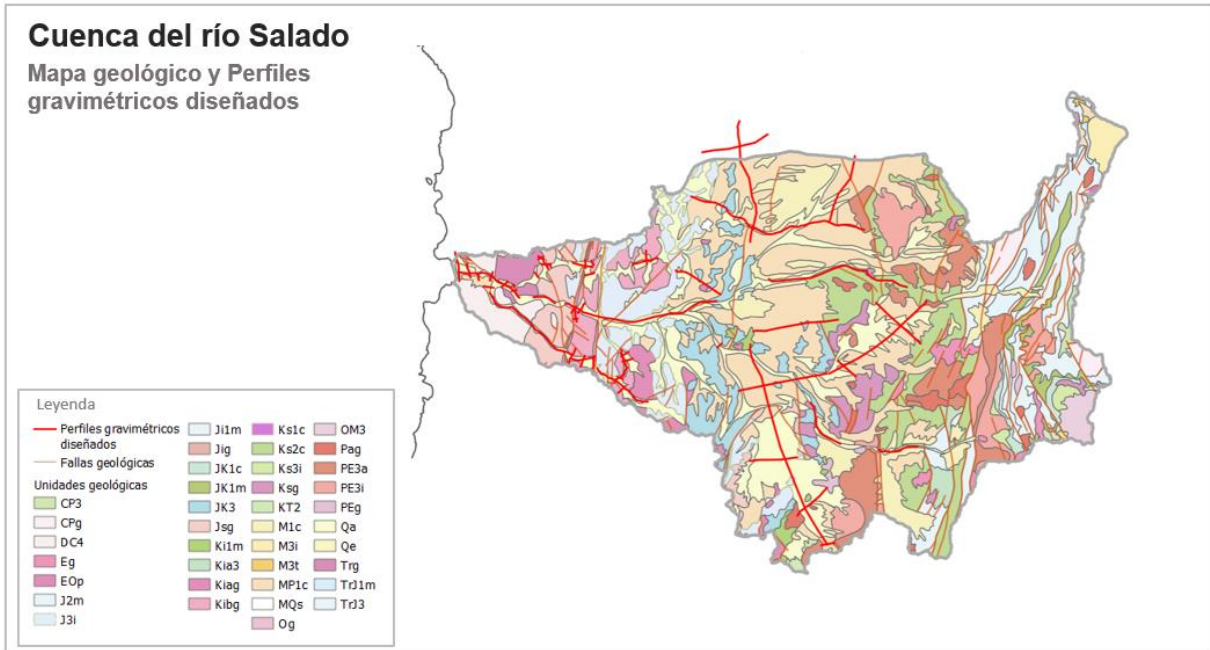 Cuenca del río Salado
Mapa geológico y Perfiles
gravimétricos diseñados
Leyenda
Perfiles gravimétricos
diseñados
Fallas geológicas
Unidades geológicas
CP3
CPg
DC4
Eg
EOp
J2m
J3i
Ji1m
Jig
JK1c
JK1m
JK3
Jsg
Ki1m
Kia3
Kiag
Kibg
Ks1c
Ks2c
Ks3i
Ksg
KT2
M1c
M3i
M3t
MP1c
MQs
Og
OM3
Pag
PE3a
PE3i
PEg
Qa
Qe
Trg
TrJ1m
TrJ3